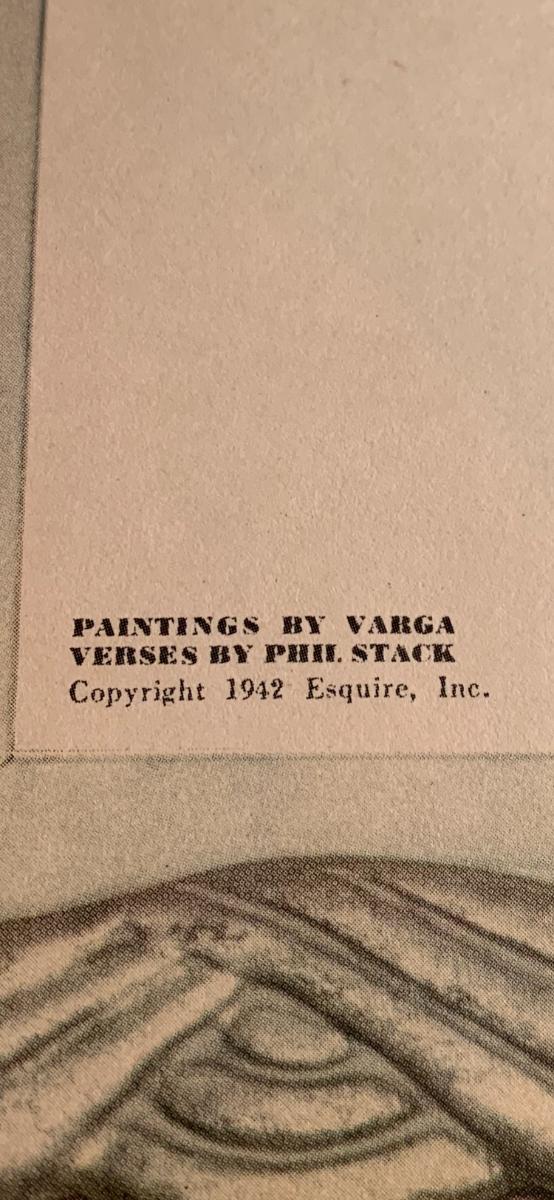 PAINTINGS BY VARGA
VERSES BY PHIL STACK
Copyright 1942 Esquire, Inc.